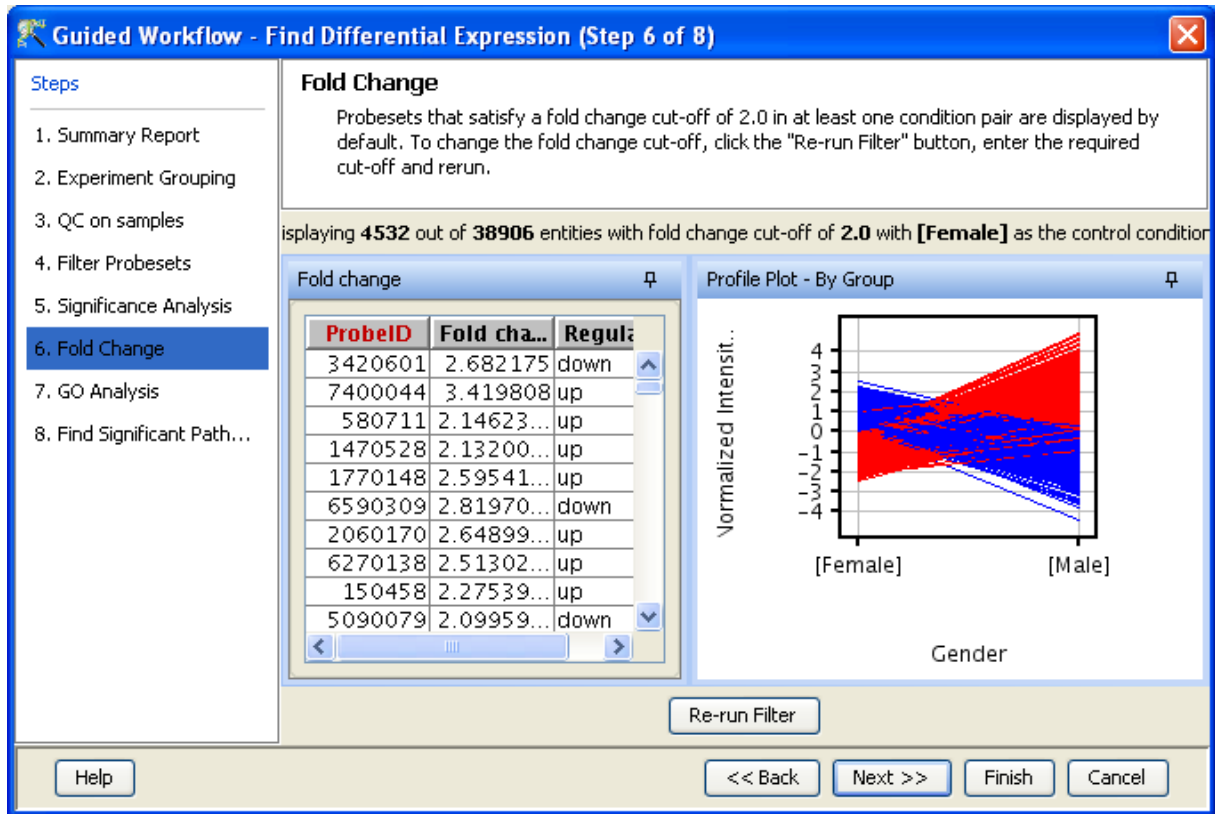 Guided Workflow - Find Differential Expression (Step 6 of 8)
Steps
1. Summary Report
2. Experiment Grouping
3. QC on samples
4. Filter Probesets
5. Significance Analysis
6. Fold Change
7. GO Analysis
8. Find Significant Path...
Fold Change
Probesets that satisfy a fold change cut-off of 2.0 in at least one condition pair are displayed by
default. To change the fold change cut-off, click the "Re-run Filter" button, enter the required
cut-off and rerun.
isplaying 4532 out of 38906 entities with fold change cut-off of 2.0 with [Female] as the control condition
Fold change
ProbeID Fold cha... Regula
3420601 2.682175 down
7400044 3.419808 up
580711 2.14623... up
1470528 2.13200... up
1770148 2.59541... up
6590309 2.81970... down
2060170 2.64899... up
6270138 2.51302... up
150458 2.27539... up
5090079 2.09959... down
Profile Plot - By Group
Normalized Intensit..
4
3
2
1
0
-1
-2
-3
-4
[Female] [Male]
Gender
Re-run Filter
Help << Back Next >> Finish Cancel